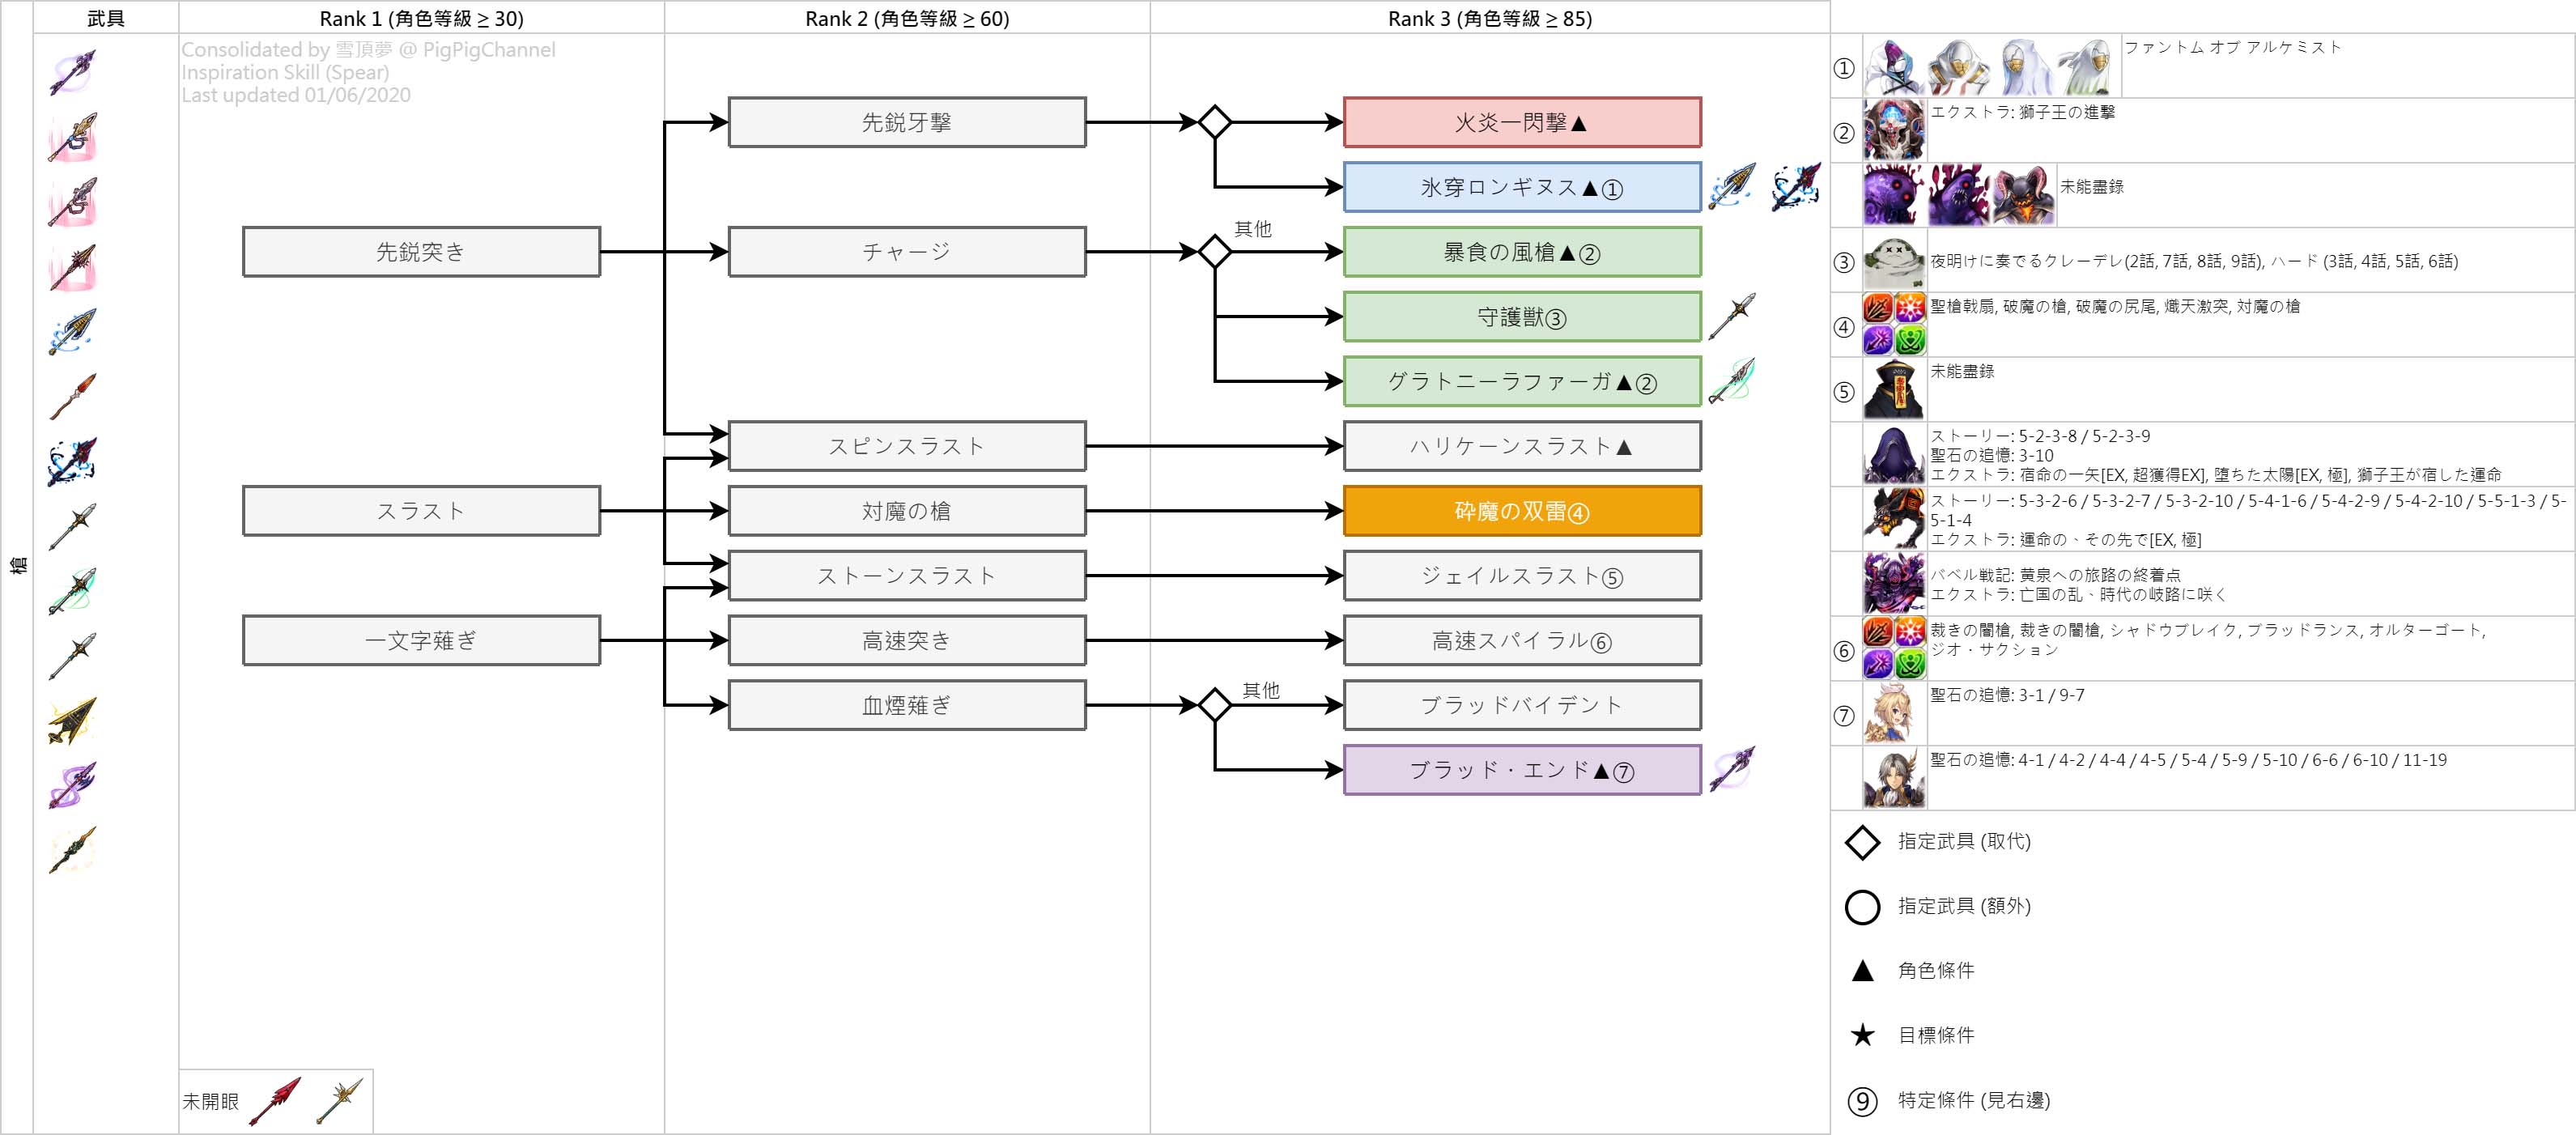 武具
Rank 1 (角色等級 ≥ 30)
Rank 2 (角色等級 ≥ 60)
Rank 3 (角色等級 ≥ 85)
槍
Consolidated by 雪頂夢 @ PigPigChannel
Inspiration Skill (Spear)
Last updated 01/06/2020
先鋭突き
スラスト
一文字薙ぎ
先鋭牙撃
チャージ
スピンスラスト
対魔の槍
ストーンスラスト
高速突き
血煙薙ぎ
火炎一閃撃▲
氷穿ロンギヌス▲①
其他
暴食の風槍▲②
守護獣③
グラトニーラファーガ▲②
ハリケーンスラスト▲
砕魔の双雷④
ジェイルスラスト⑤
高速スパイラル⑥
其他
ブラッドバイデント
ブラッド・エンド▲⑦
未開眼
①
ファントム オブ アルケミスト
②
エクストラ: 獅子王の進撃
未能盡錄
③
夜明けに奏でるクレーデレ(2話, 7話, 8話, 9話), ハード (3話, 4話, 5話, 6話)
④
聖槍戟扇, 破魔の槍, 破魔の尻尾, 熾天激突, 対魔の槍
⑤
未能盡錄
ストーリー: 5-2-3-8 / 5-2-3-9
聖石の追憶: 3-10
エクストラ: 宿命の一矢[EX, 超獲得EX], 堕ちた太陽[EX, 極], 獅子王が宿した運命
ストーリー: 5-3-2-6 / 5-3-2-7 / 5-3-2-10 / 5-4-1-6 / 5-4-2-9 / 5-4-2-10 / 5-5-1-3 / 5-
5-1-4
エクストラ: 運命の、その先で[EX, 極]
バベル戦記: 黄泉への旅路の終着点
エクストラ: 亡国の乱、時代の岐路に咲く
⑥
裁きの闇槍, 裁きの闇槍, シャドウブレイク, ブラッドランス, オルターゴート,
ジオ・サクション
⑦
聖石の追憶: 3-1 / 9-7
聖石の追憶: 4-1 / 4-2 / 4-4 / 4-5 / 5-4 / 5-9 / 5-10 / 6-6 / 6-10 / 11-19
指定武具 (取代)
指定武具 (額外)
▲ 角色條件
★ 目標條件
⑨ 特定條件 (見右邊)